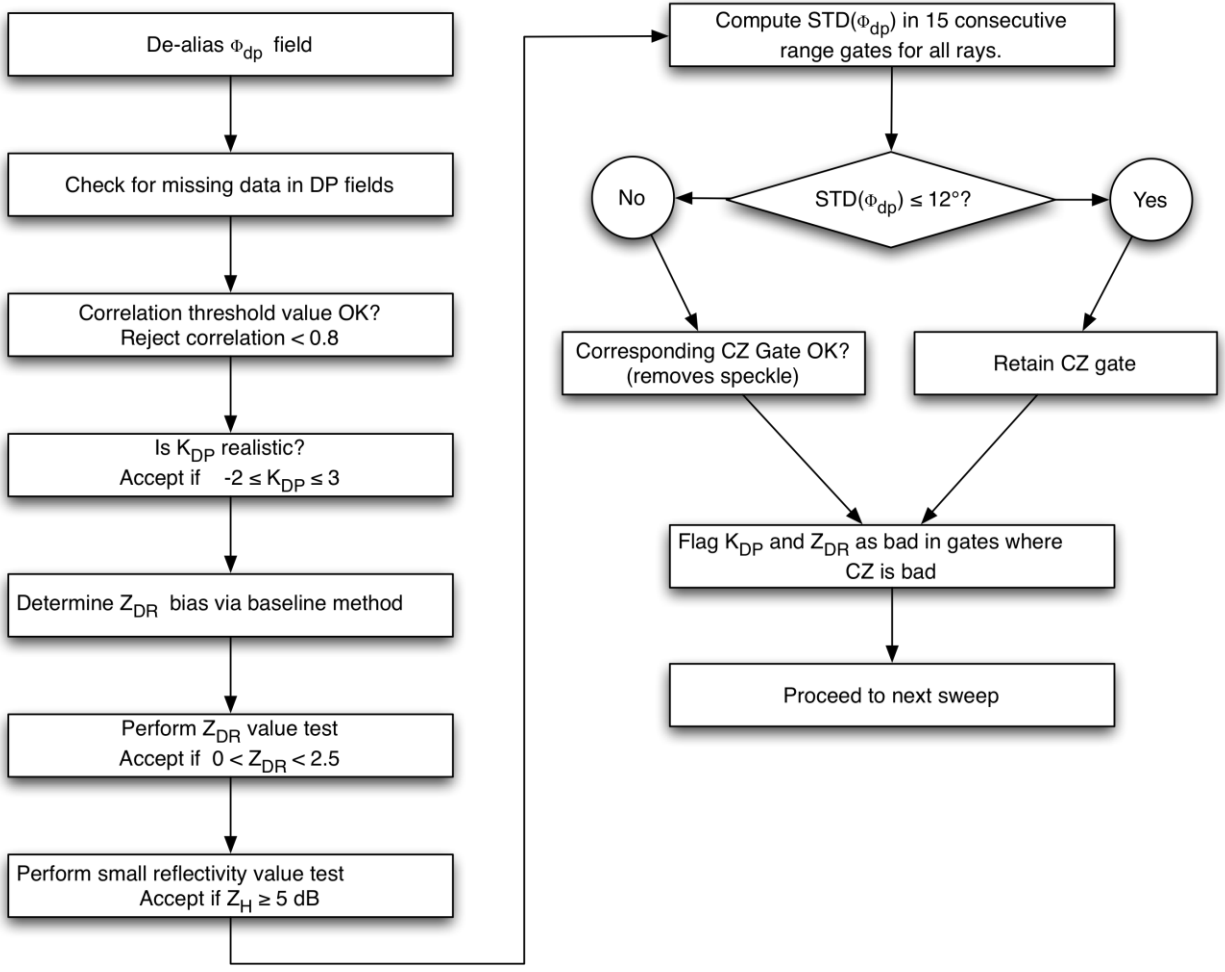 De-alias Φdp field
Check for missing data in DP fields
Correlation threshold value OK?
Reject correlation < 0.8
Is KDP realistic?
Accept if -2 ≤ KDP ≤ 3
Determine ZDR bias via baseline method
Perform ZDR value test
Accept if 0 < ZDR < 2.5
Perform small reflectivity value test
Accept if ZH ≥ 5 dB
Compute STD(Φdp) in 15 consecutive
range gates for all rays.
No
STD(Φdp) ≤ 12°?
Yes
Corresponding CZ Gate OK?
(removes speckle)
Retain CZ gate
Flag KDP and ZDR as bad in gates where
CZ is bad
Proceed to next sweep